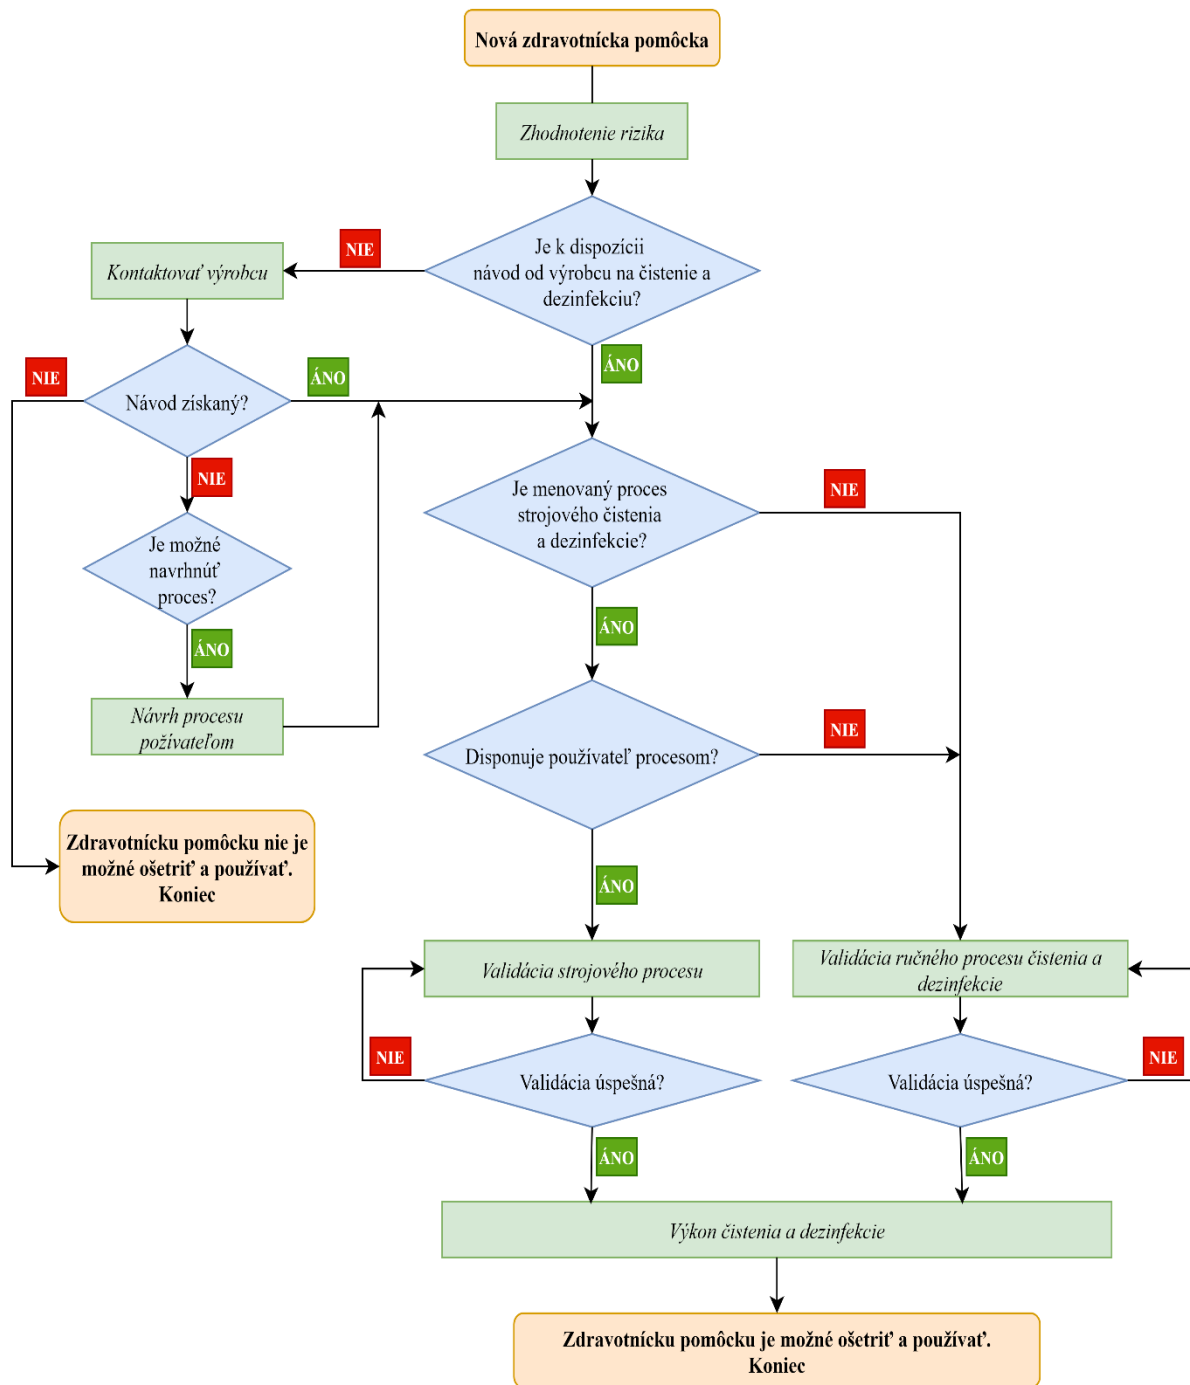 Nová zdravotnícka pomôcka
Zhodnotenie rizika
Je k dispozícii
návod od výrobcu na čistenie a
dezinfekciu?
NIE
Kontaktovať výrobcu
ÁNO
NIE
Návod získaný?
ÁNO
NIE
Je možné
navrhnúť
proces?
ÁNO
Návrh procesu
požívateľom
Zdravotnícku pomôcku nie je
možné ošetriť a používať.
Koniec
Je menovaný proces
strojového čistenia
a dezinfekcie?
NIE
ÁNO
Disponuje používateľ procesom?
NIE
ÁNO
Validácia strojového procesu
Validácia ručného procesu čistenia a
dezinfekcie
NIE
Validácia úspešná?
Validácia úspešná?
NIE
ÁNO
ÁNO
Výkon čistenia a dezinfekcie
Zdravotnícku pomôcku je možné ošetriť a používať.
Koniec